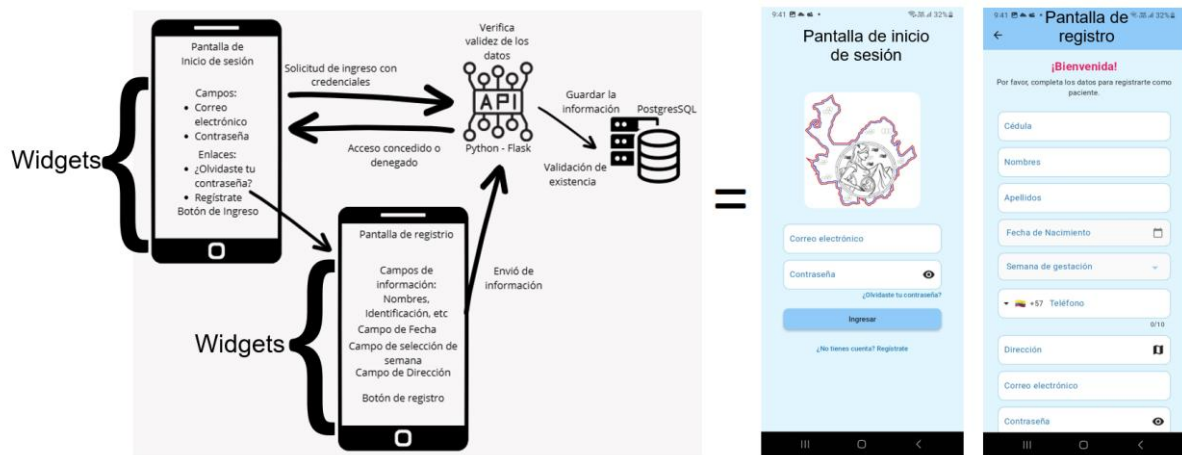 Widgets
Pantalla de
Inicio de sesión
Campos:
• Correo
electrónico
• Contraseña
Enlaces:
• ¿Olvidaste tu
contraseña?
• Regístrate
Botón de Ingreso
Solicitud de ingreso con
credenciales
Acceso concedido o
denegado
Verifica
validez de los
datos
API
Python - Flask
Guardar la
información
PostgresSQL
Validación de
existencia
Widgets
Pantalla de registrio
Campos de
información:
Nombres,
Identificación, etc
Campo de Fecha
Campo de selección de
semana
Campo de Dirección
Botón de registro
Envió de
información
=
9:41
32%
Pantalla de inicio
de sesión
Correo electrónico
Contraseña
¿Olvidaste tu contraseña?
Ingresar
¿No tienes cuenta? Regístrate
9:41
32%
Pantalla de
registro
¡Bienvenida!
Por favor, completa los datos para registrarte como
paciente.
Cédula
Nombres
Apellidos
Fecha de Nacimiento
Semana de gestación
+57 Teléfono
0/10
Dirección
Correo electrónico
Contraseña